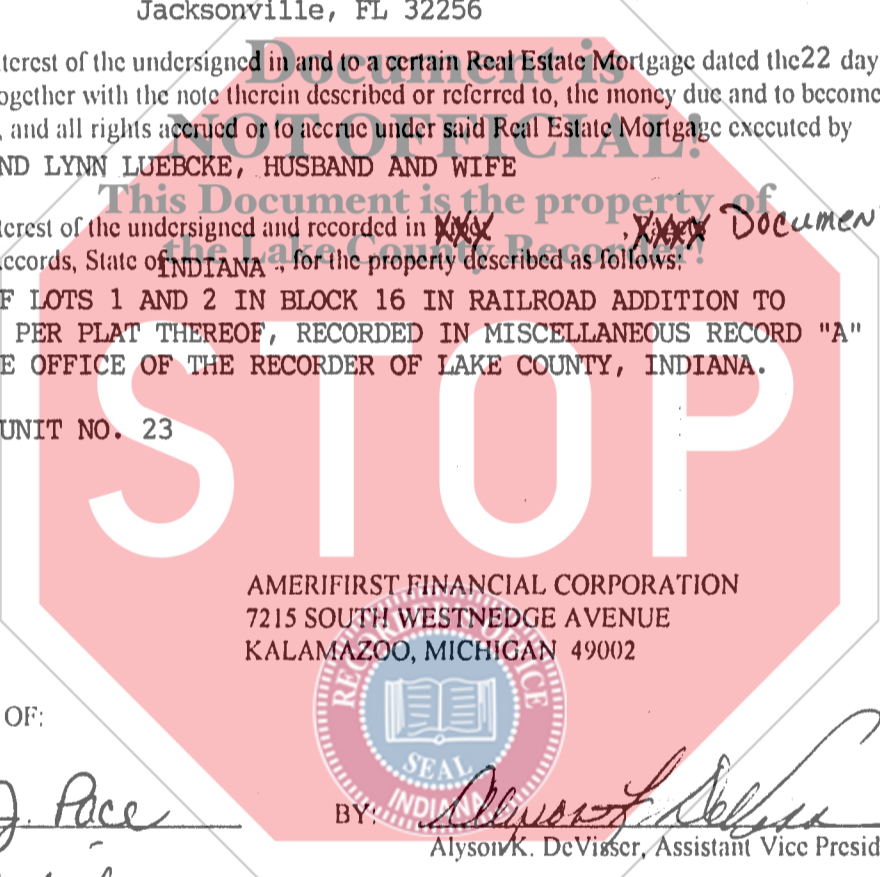 Jacksonville, FL 32256
terest of the undersigned in and to a certain Real Estate Mortgage dated the 22 day
ogether with the note therein described or referred to, the money due and to become
, and all rights accrued or to accrue under said Real Estate Mortgage executed by
ND LYNN LUEBCKE, HUSBAND AND WIFE
terest of the undersigned and recorded in XXX , XXXX Documen
ecords, State of INDIANA , for the property described as follows:
F LOTS 1 AND 2 IN BLOCK 16 IN RAILROAD ADDITION TO
PER PLAT THEREOF, RECORDED IN MISCELLANEOUS RECORD "A"
E OFFICE OF THE RECORDER OF LAKE COUNTY, INDIANA.
UNIT NO. 23
Document is
NOT OFFICIAL!
This Document is the property of
the Lake County Recorder!
STOP
AMERIFIRST FINANCIAL CORPORATION
7215 SOUTH WESTNEDGE AVENUE
KALAMAZOO, MICHIGAN 49002
RECORDER'S OFFICE
SEAL
INDIANA
OF:
J. Pace
BY:
Alyson K. DeVisser, Assistant Vice Presid